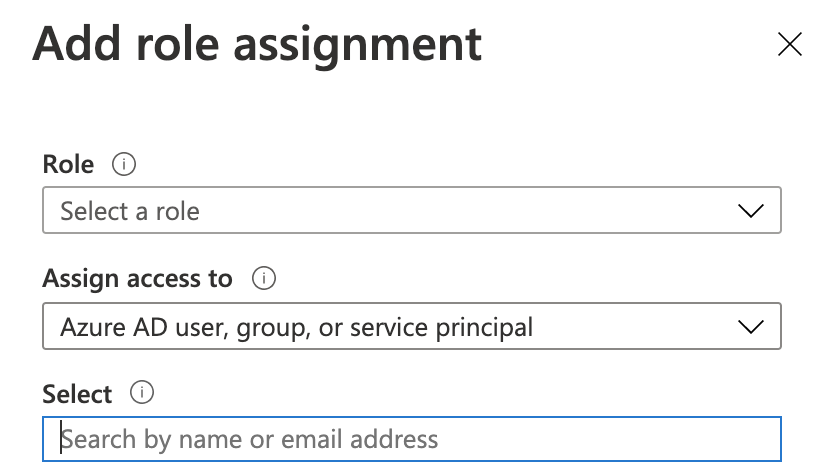 Add role assignment
Role
Select a role
Assign access to
Azure AD user, group, or service principal
Select
Search by name or email address